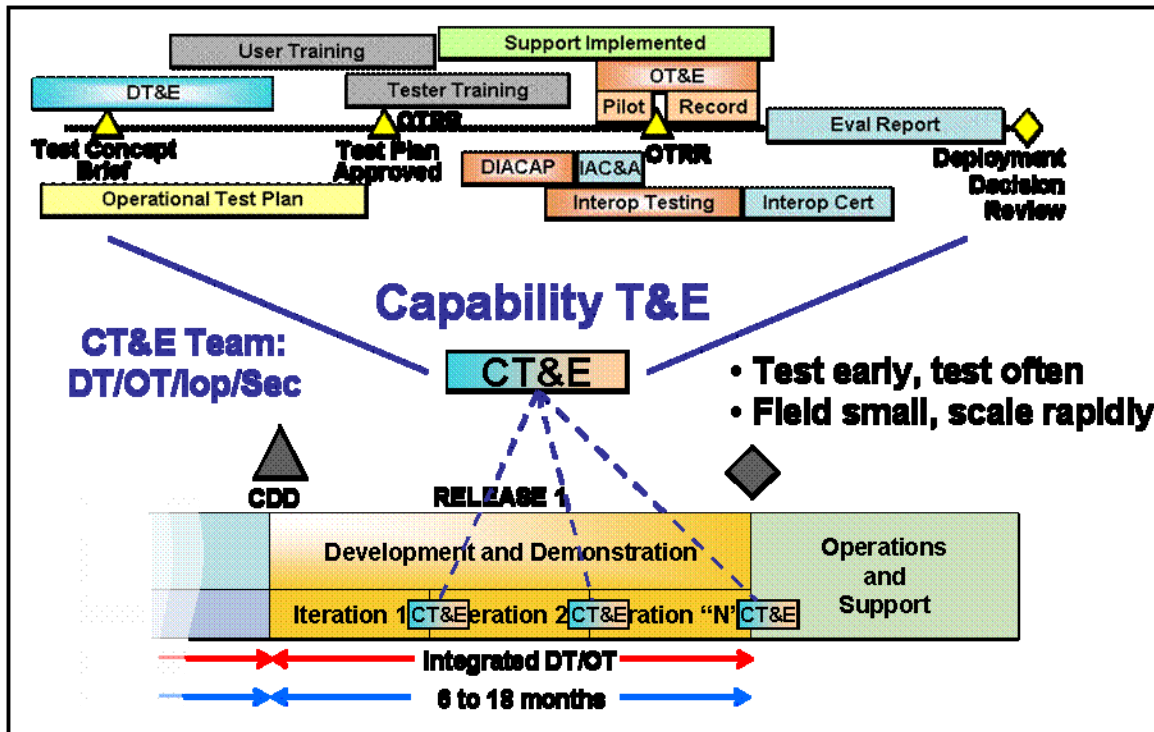 User Training
Support Implemented
DT&E
Tester Training
OT&E
Pilot
Record
OTRR
Eval Report
Test Concept
Brief
Test Plan
Approved
OTRR
Deployment
Decision
Review
DIACAP
IAC&A
Operational Test Plan
Interop Testing
Interop Cert
Capability T&E
CT&E Team:
DT/OT/Iop/Sec
CT&E
• Test early, test often
• Field small, scale rapidly
CDD
RELEASE 1
Development and Demonstration
Operations
and
Support
Iteration 1
CT&E
eration 2
CT&E
ration “N”
CT&E
Integrated DT/OT
6 to 18 months